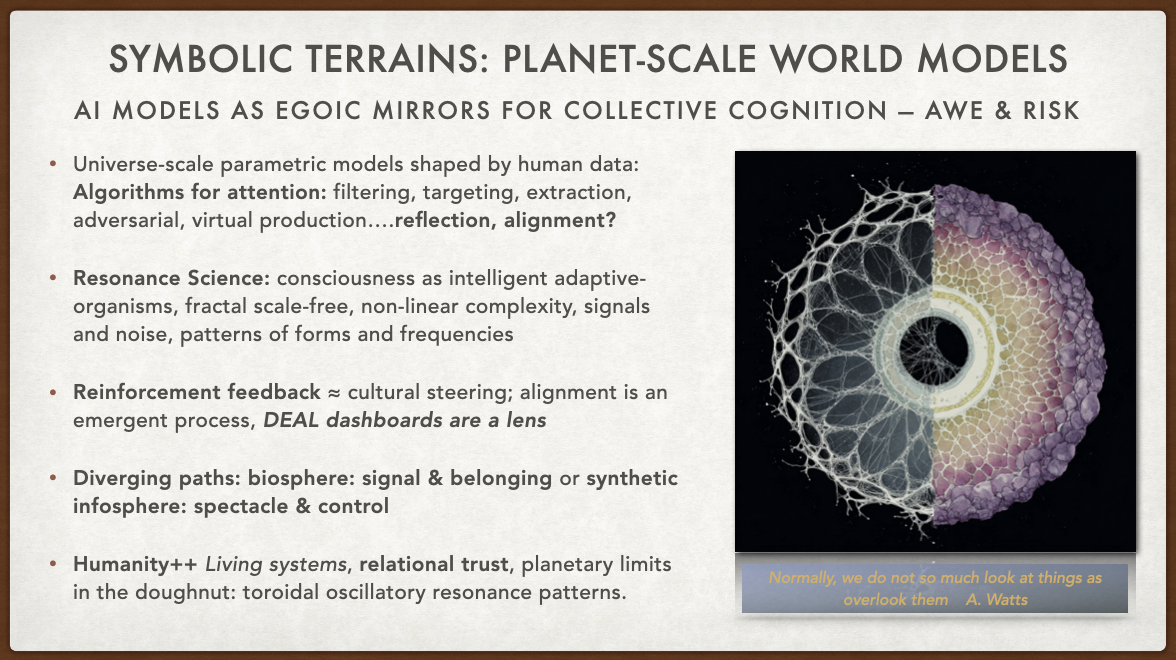 SYMBOLIC TERRAINS: PLANET-SCALE WORLD MODELS
AI MODELS AS EGOIC MIRRORS FOR COLLECTIVE COGNITION – AWE & RISK
• Universe-scale parametric models shaped by human data:
Algorithms for attention: filtering, targeting, extraction,
adversarial, virtual production....reflection, alignment?
• Resonance Science: consciousness as intelligent adaptive-
organisms, fractal scale-free, non-linear complexity, signals
and noise, patterns of forms and frequencies
• Reinforcement feedback ≈ cultural steering; alignment is an
emergent process, DEAL dashboards are a lens
• Diverging paths: biosphere: signal & belonging or synthetic
infosphere: spectacle & control
• Humanity++ Living systems, relational trust, planetary limits
in the doughnut: toroidal oscillatory resonance patterns.
Normally, we do not so much look at things as
overlook them A. Watts